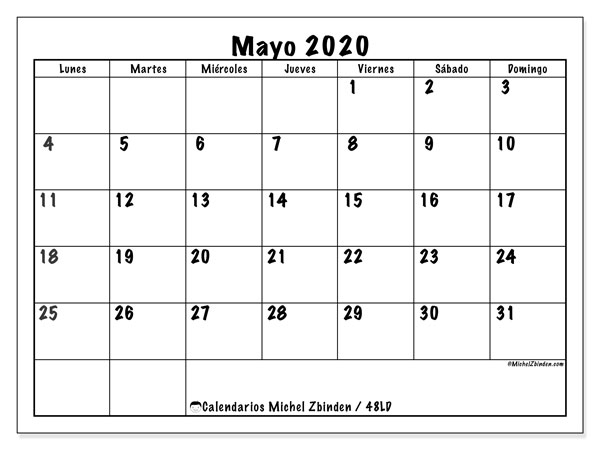 Mayo 2020
Lunes Martes Miércoles Jueves Viernes Sábado Domingo
1 2 3
4 5 6 7 8 9 10
11 12 13 14 15 16 17
18 19 20 21 22 23 24
25 26 27 28 29 30 31
©MichelZbinden.com
Calendarios Michel Zbinden / 48LD